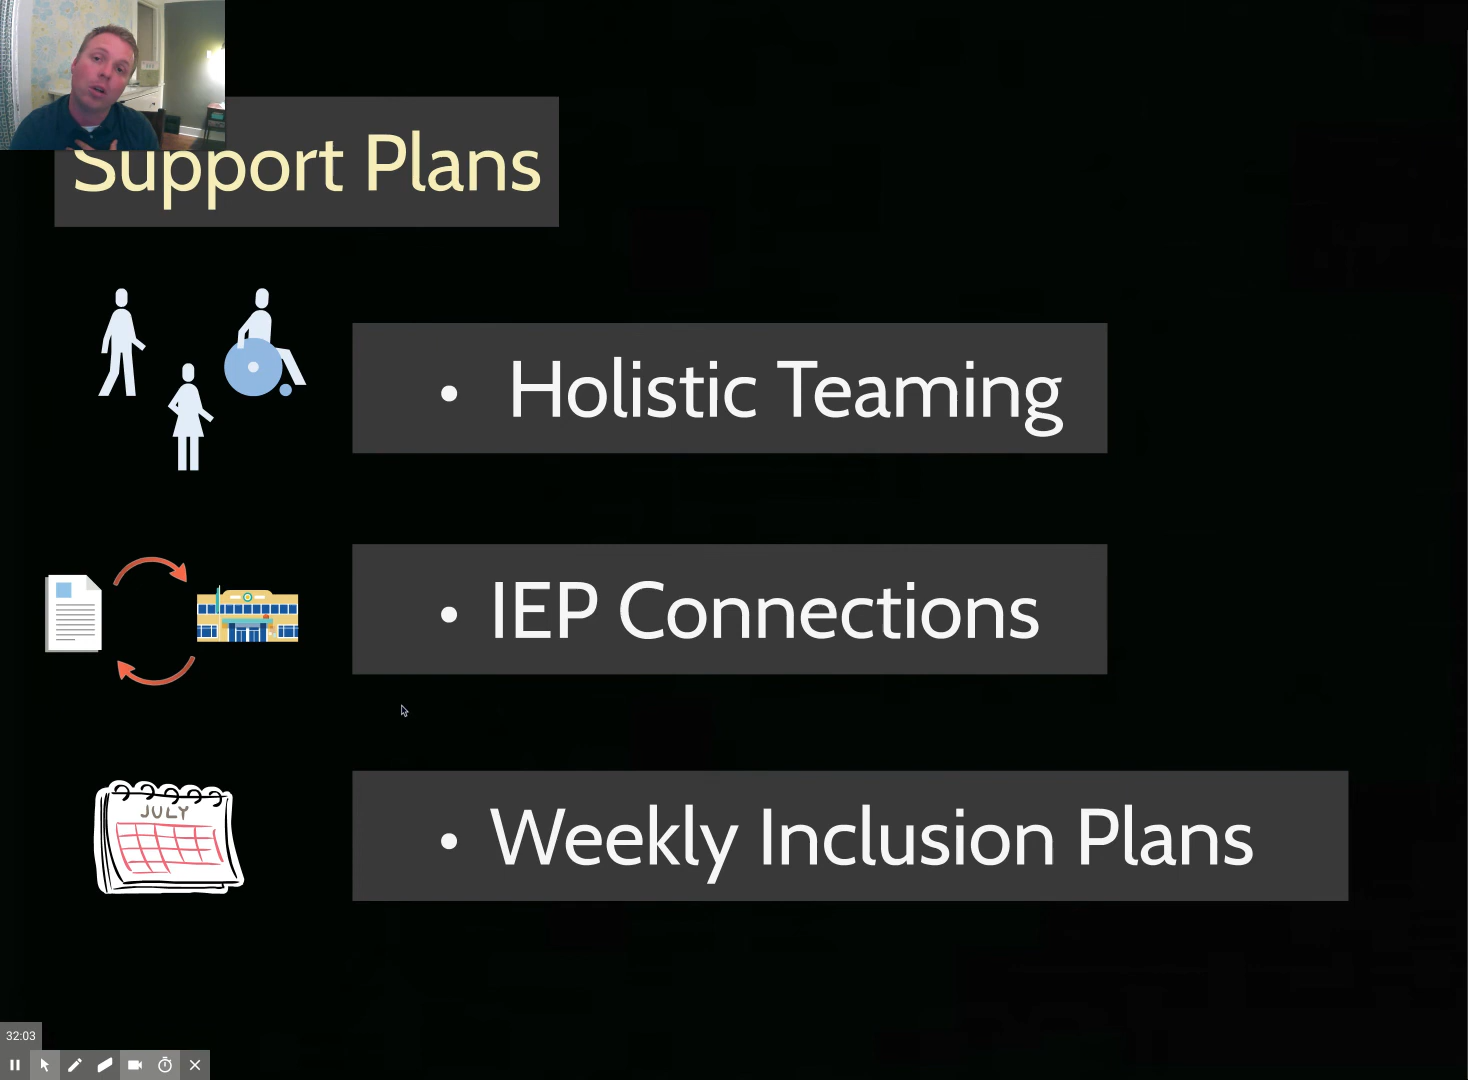 Support Plans
• Holistic Teaming
• IEP Connections
JULY
• Weekly Inclusion Plans
32:03